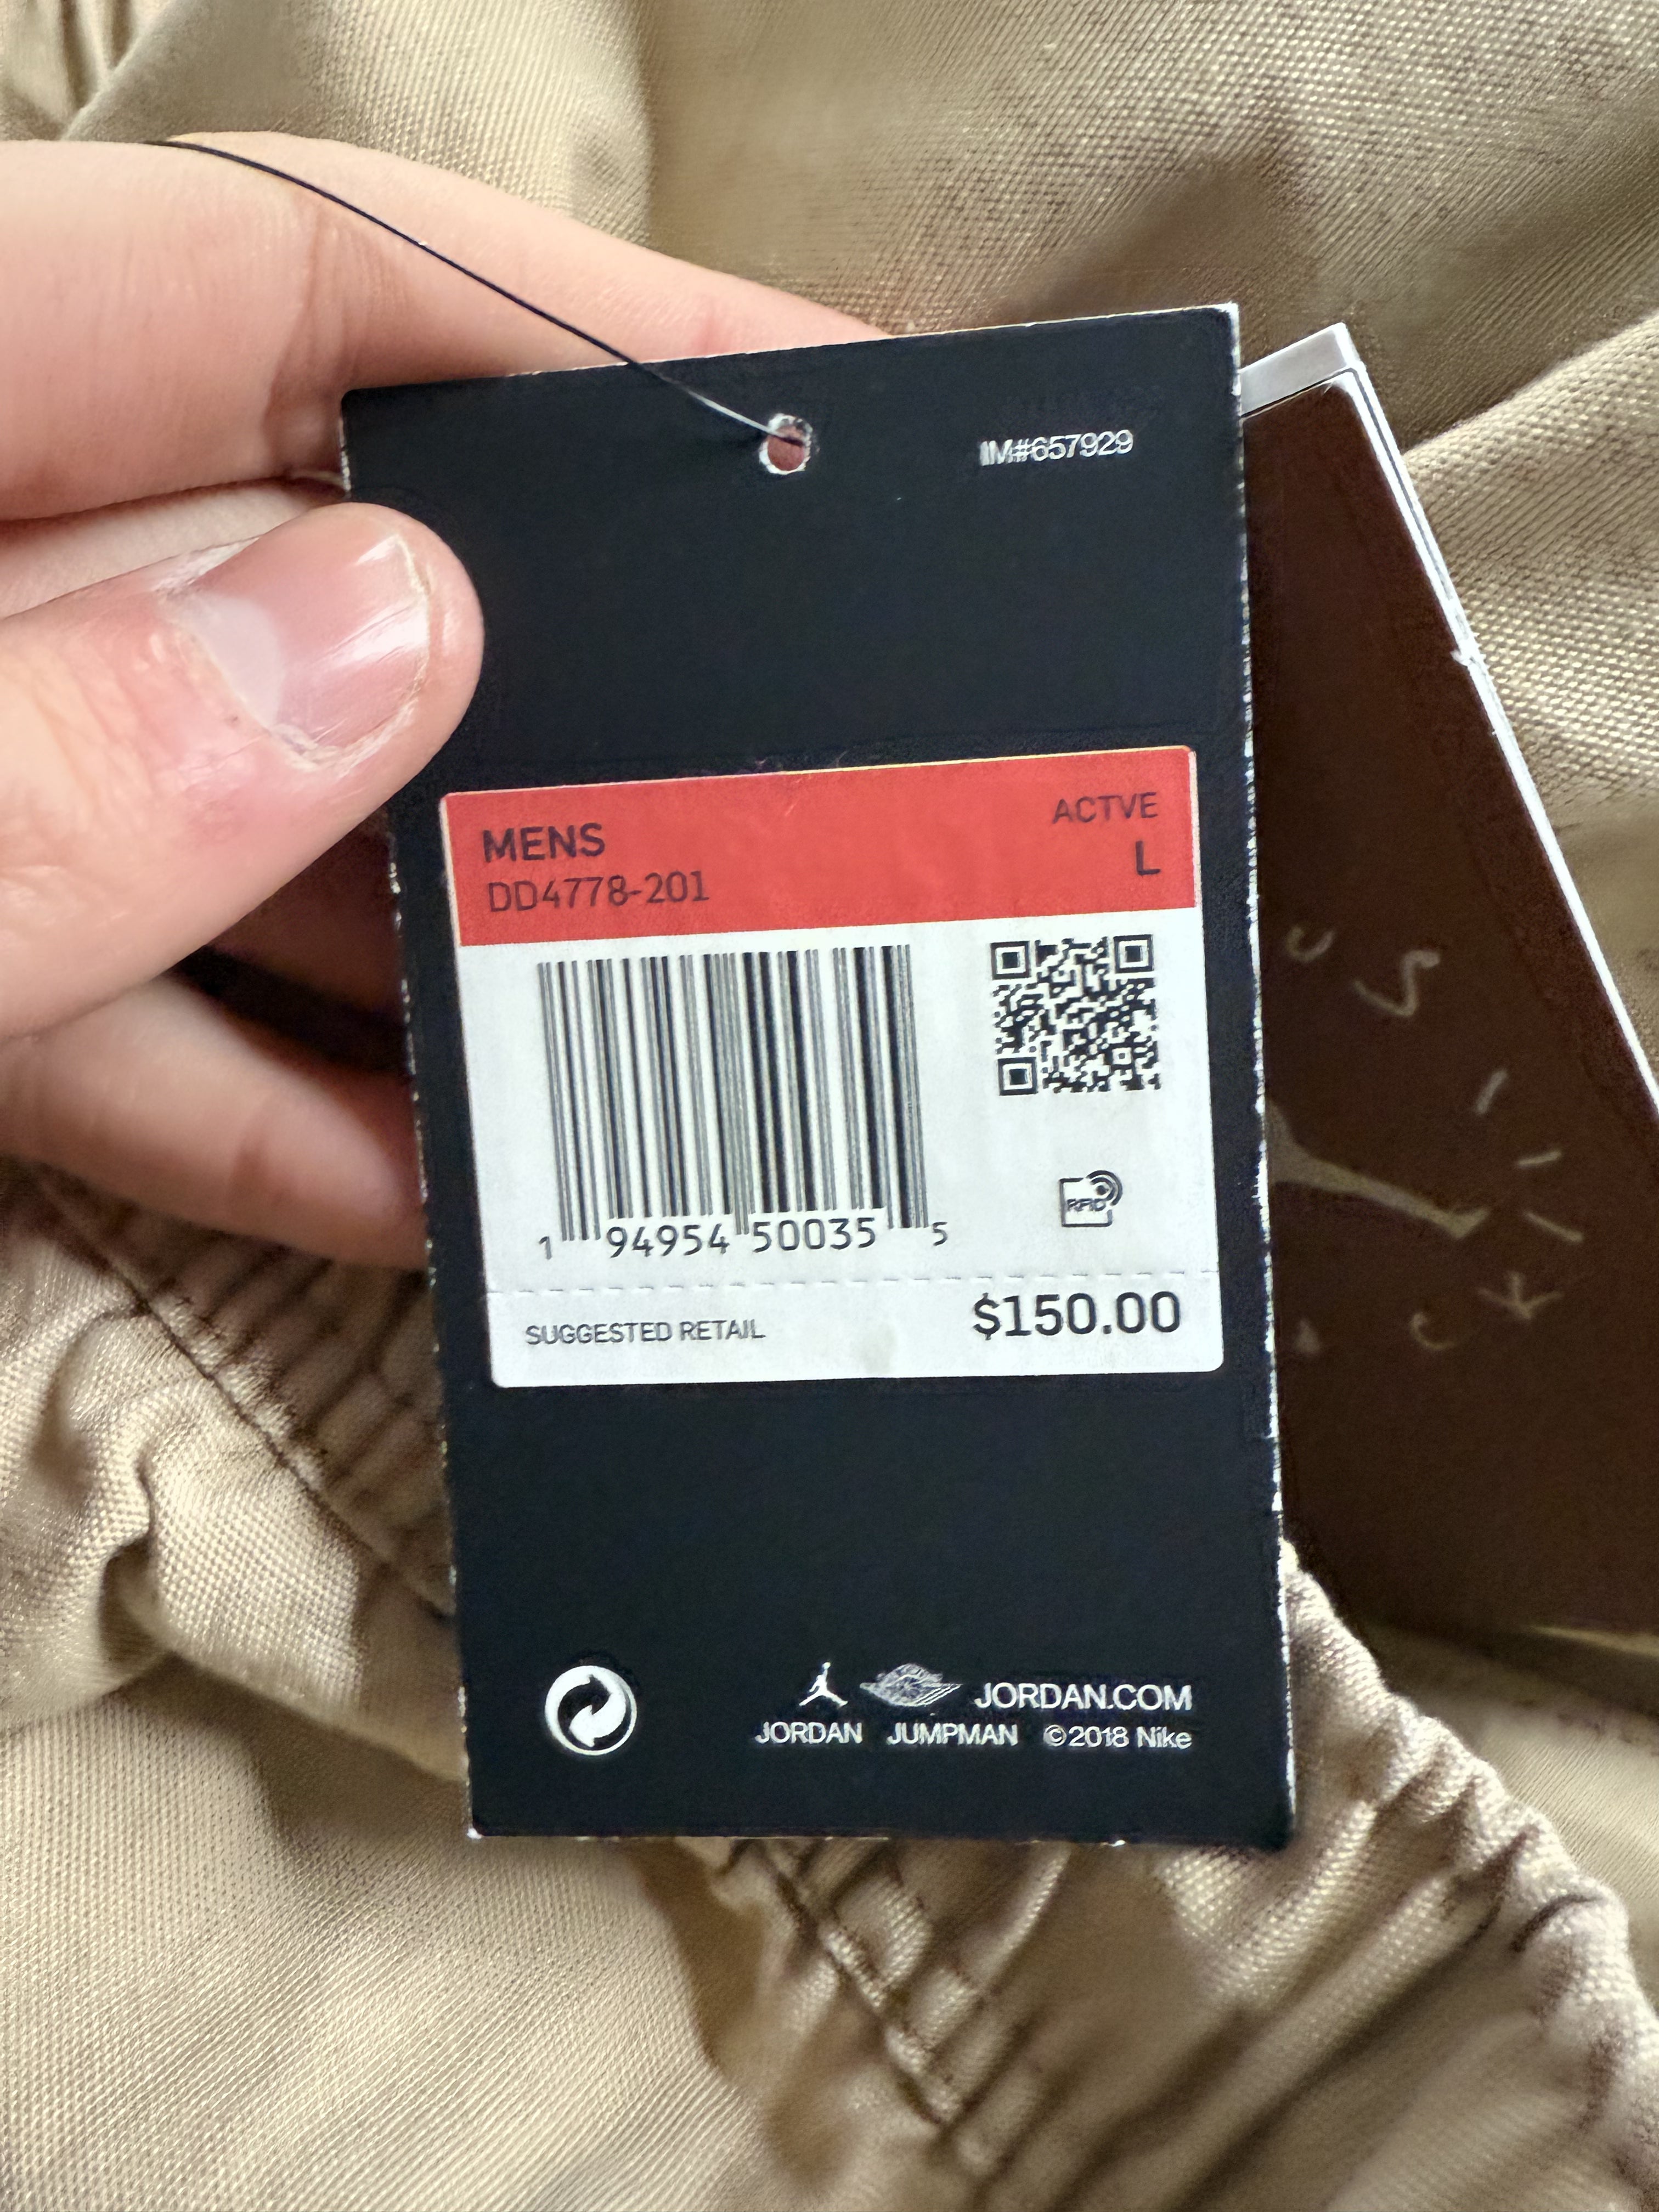 IM#657929
MENS
ACTVE
DD4778-201
L
RFID
1 94954 50035 5
SUGGESTED RETAIL
$150.00
JORDAN.COM
JORDAN JUMPMAN ©2018 Nike
U S
C K